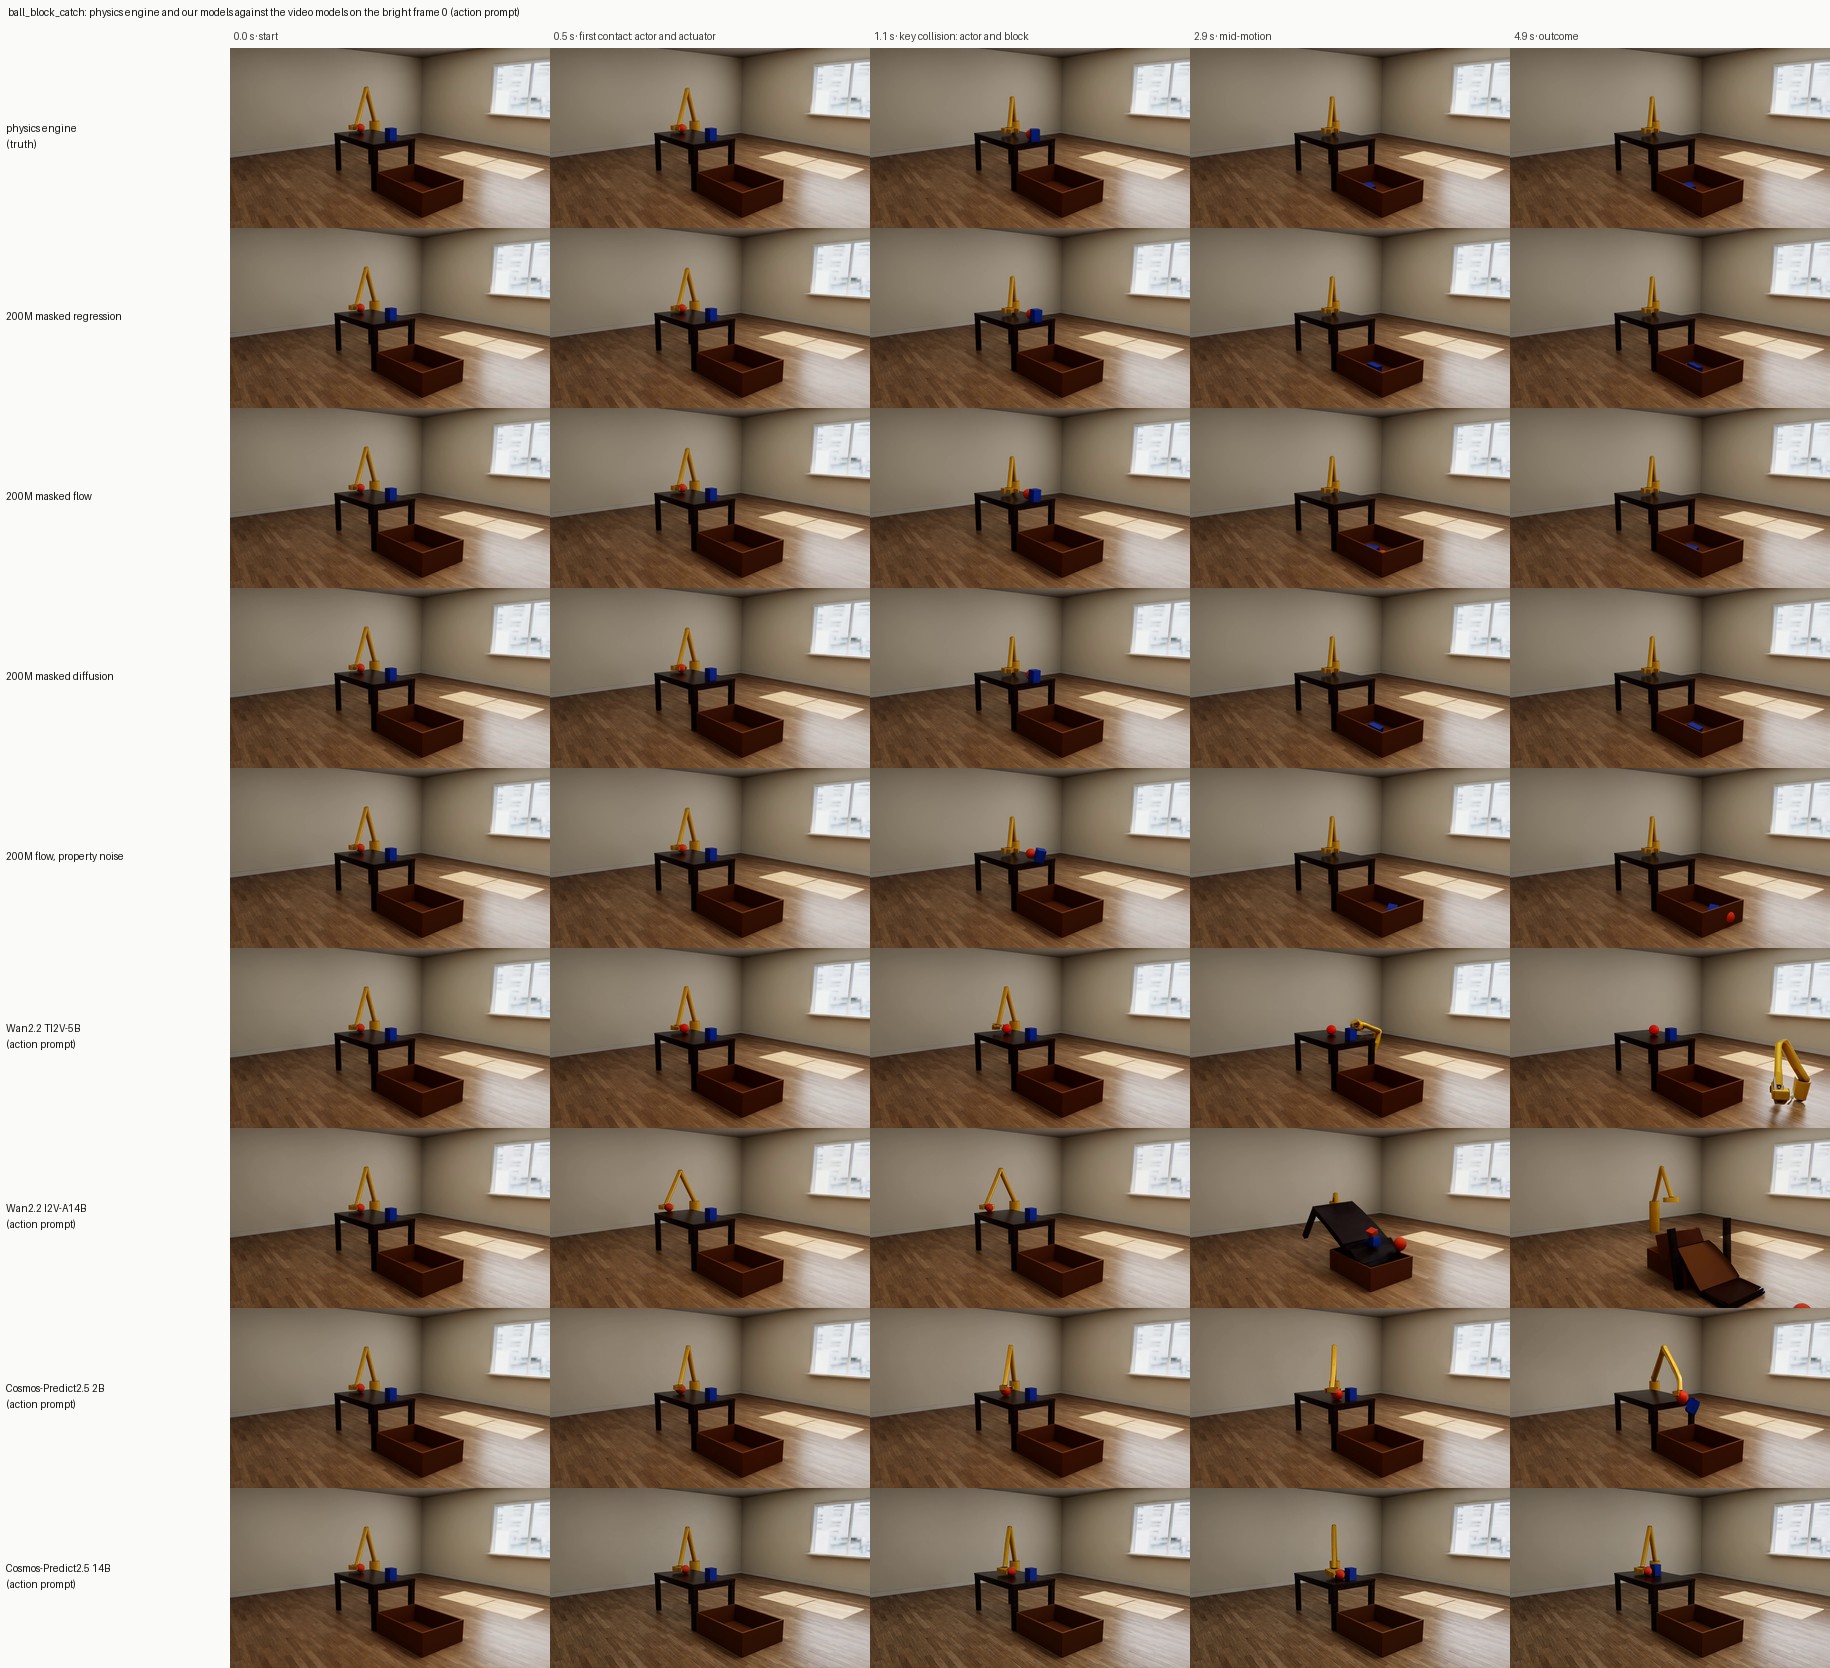 ball_block_catch: physics engine and our models against the video models on the bright frame 0 (action prompt)
0.0 s · start
0.5 s · first contact: actor and actuator
1.1 s · key collision: actor and block
2.9 s · mid-motion
4.9 s · outcome
physics engine
(truth)
200M masked regression
200M masked flow
200M masked diffusion
200M flow, property noise
Wan2.2 TI2V-5B
(action prompt)
Wan2.2 I2V-A14B
(action prompt)
Cosmos-Predict2.5 2B
(action prompt)
Cosmos-Predict2.5 14B
(action prompt)